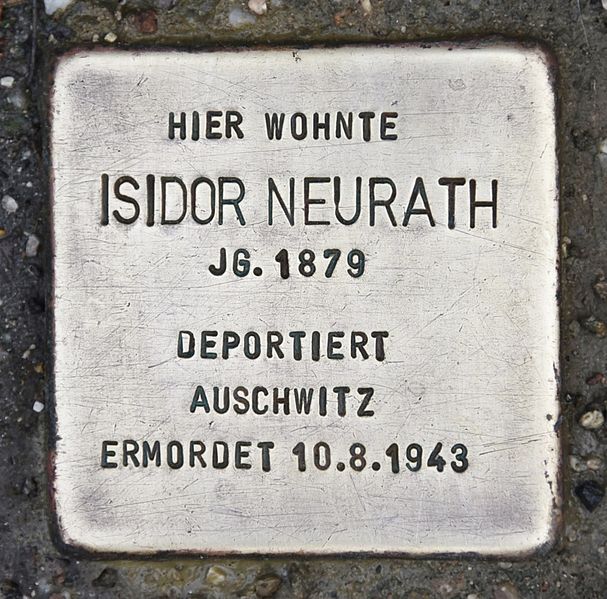 HIER WOHNTE
ISIDOR NEURATH
JG. 1879
DEPORTIERT
AUSCHWITZ
ERMORDET 10.8.1943